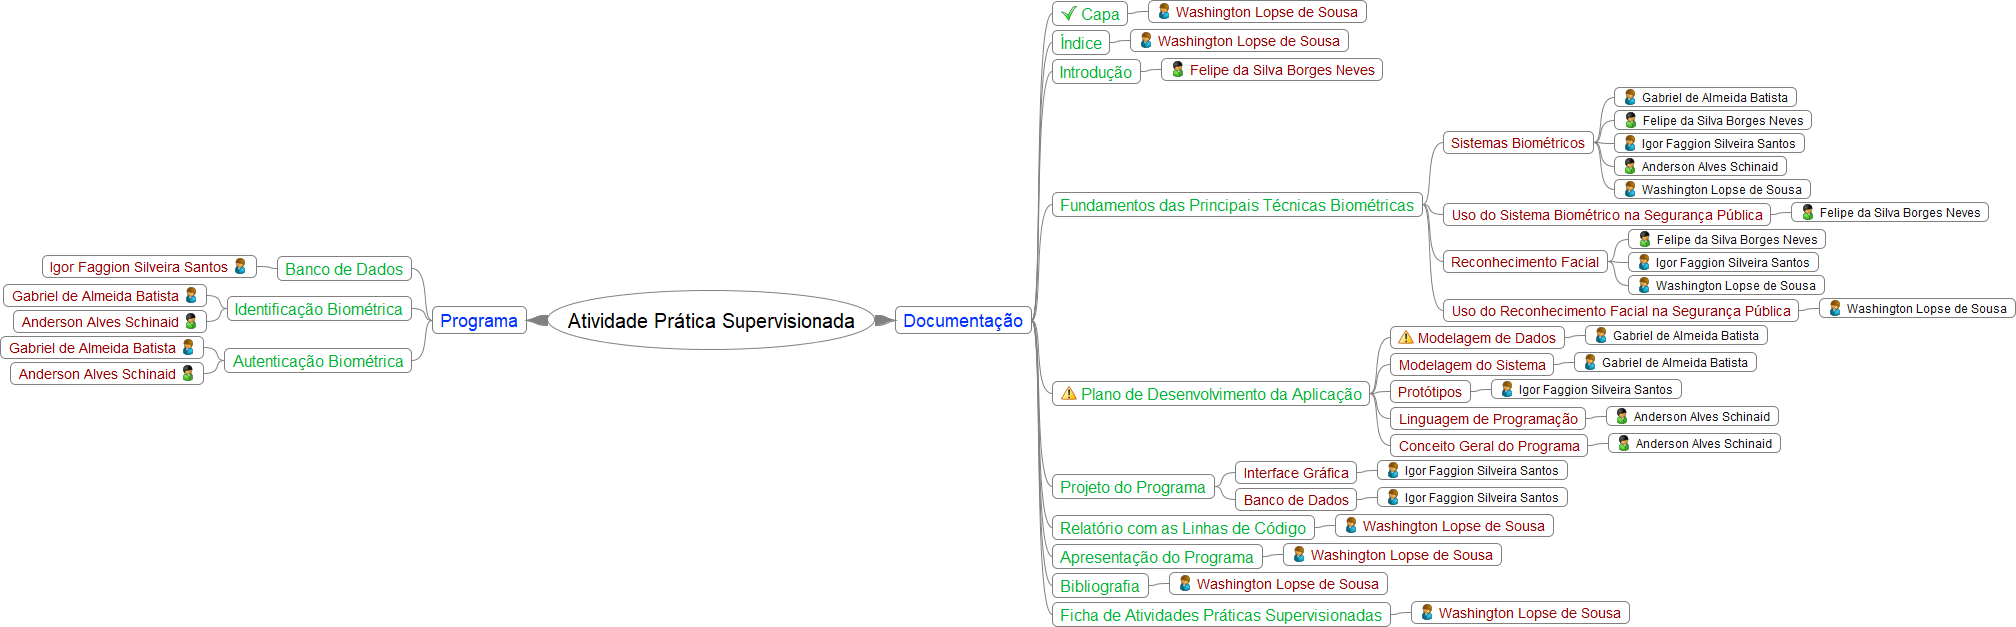 Atividade Prática Supervisionada
Programa
Banco de Dados
Igor Faggion Silveira Santos
Identificação Biométrica
Gabriel de Almeida Batista
Anderson Alves Schinaid
Autenticação Biométrica
Gabriel de Almeida Batista
Anderson Alves Schinaid
Documentação
Capa
Washington Lopse de Sousa
Índice
Washington Lopse de Sousa
Introdução
Felipe da Silva Borges Neves
Fundamentos das Principais Técnicas Biométricas
Sistemas Biométricos
Gabriel de Almeida Batista
Felipe da Silva Borges Neves
Igor Faggion Silveira Santos
Anderson Alves Schinaid
Washington Lopse de Sousa
Uso do Sistema Biométrico na Segurança Pública
Felipe da Silva Borges Neves
Reconhecimento Facial
Felipe da Silva Borges Neves
Igor Faggion Silveira Santos
Washington Lopse de Sousa
Uso do Reconhecimento Facial na Segurança Pública
Washington Lopse de Sousa
Plano de Desenvolvimento da Aplicação
Modelagem de Dados
Gabriel de Almeida Batista
Modelagem do Sistema
Gabriel de Almeida Batista
Protótipos
Igor Faggion Silveira Santos
Linguagem de Programação
Anderson Alves Schinaid
Conceito Geral do Programa
Anderson Alves Schinaid
Projeto do Programa
Interface Gráfica
Igor Faggion Silveira Santos
Banco de Dados
Igor Faggion Silveira Santos
Relatório com as Linhas de Código
Washington Lopse de Sousa
Apresentação do Programa
Washington Lopse de Sousa
Bibliografia
Washington Lopse de Sousa
Ficha de Atividades Práticas Supervisionadas
Washington Lopse de Sousa